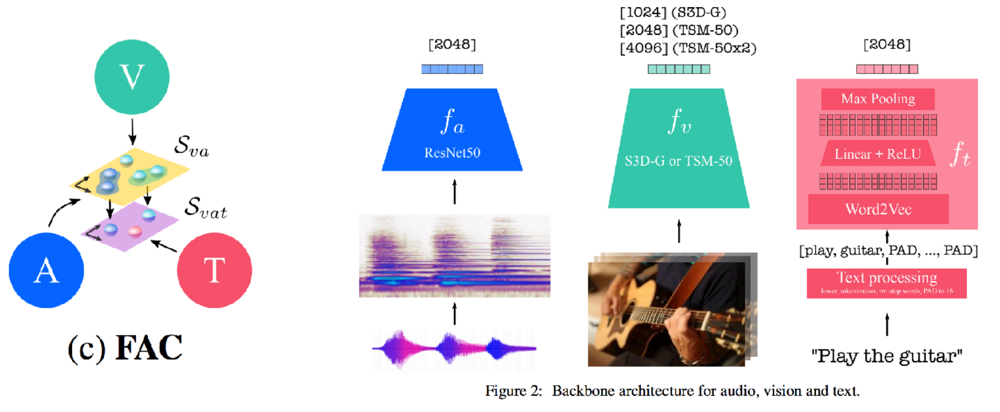 V
S_va
S_vat
A
T
(c) FAC
[2048]
f_a
ResNet50
[1024] (S3D-G)
[2048] (TSM-50)
[4096] (TSM-50x2)
f_v
S3D-G or TSM-50
[2048]
Max Pooling
Linear + ReLU
f_t
Word2Vec
[play, guitar, PAD, ..., PAD]
Text processing
lower, tokenization, rm stop words, PAD to 16
"Play the guitar"
Figure 2: Backbone architecture for audio, vision and text.